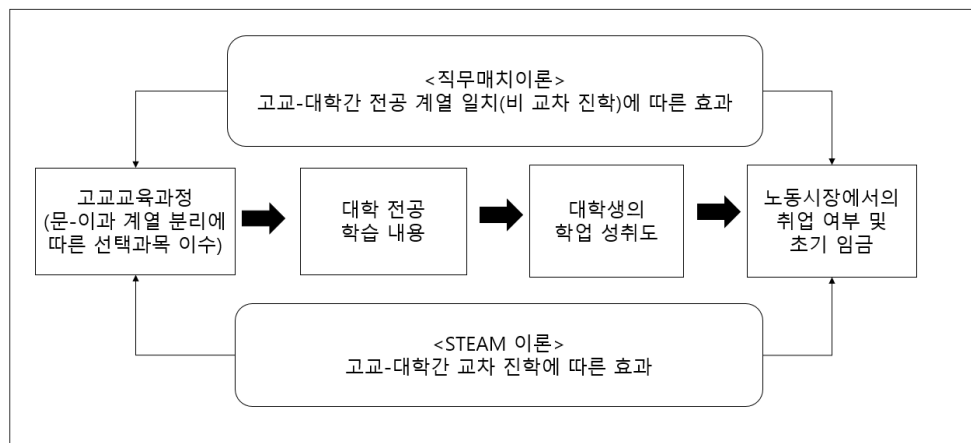 <직무매치이론>
고교-대학간 전공 계열 일치(비 교차 진학)에 따른 효과
고교교육과정
(문-이과 계열 분리에
따른 선택과목 이수)
대학 전공
학습 내용
대학생의
학업 성취도
노동시장에서의
취업 여부 및
초기 임금
<STEAM 이론>
고교-대학간 교차 진학에 따른 효과